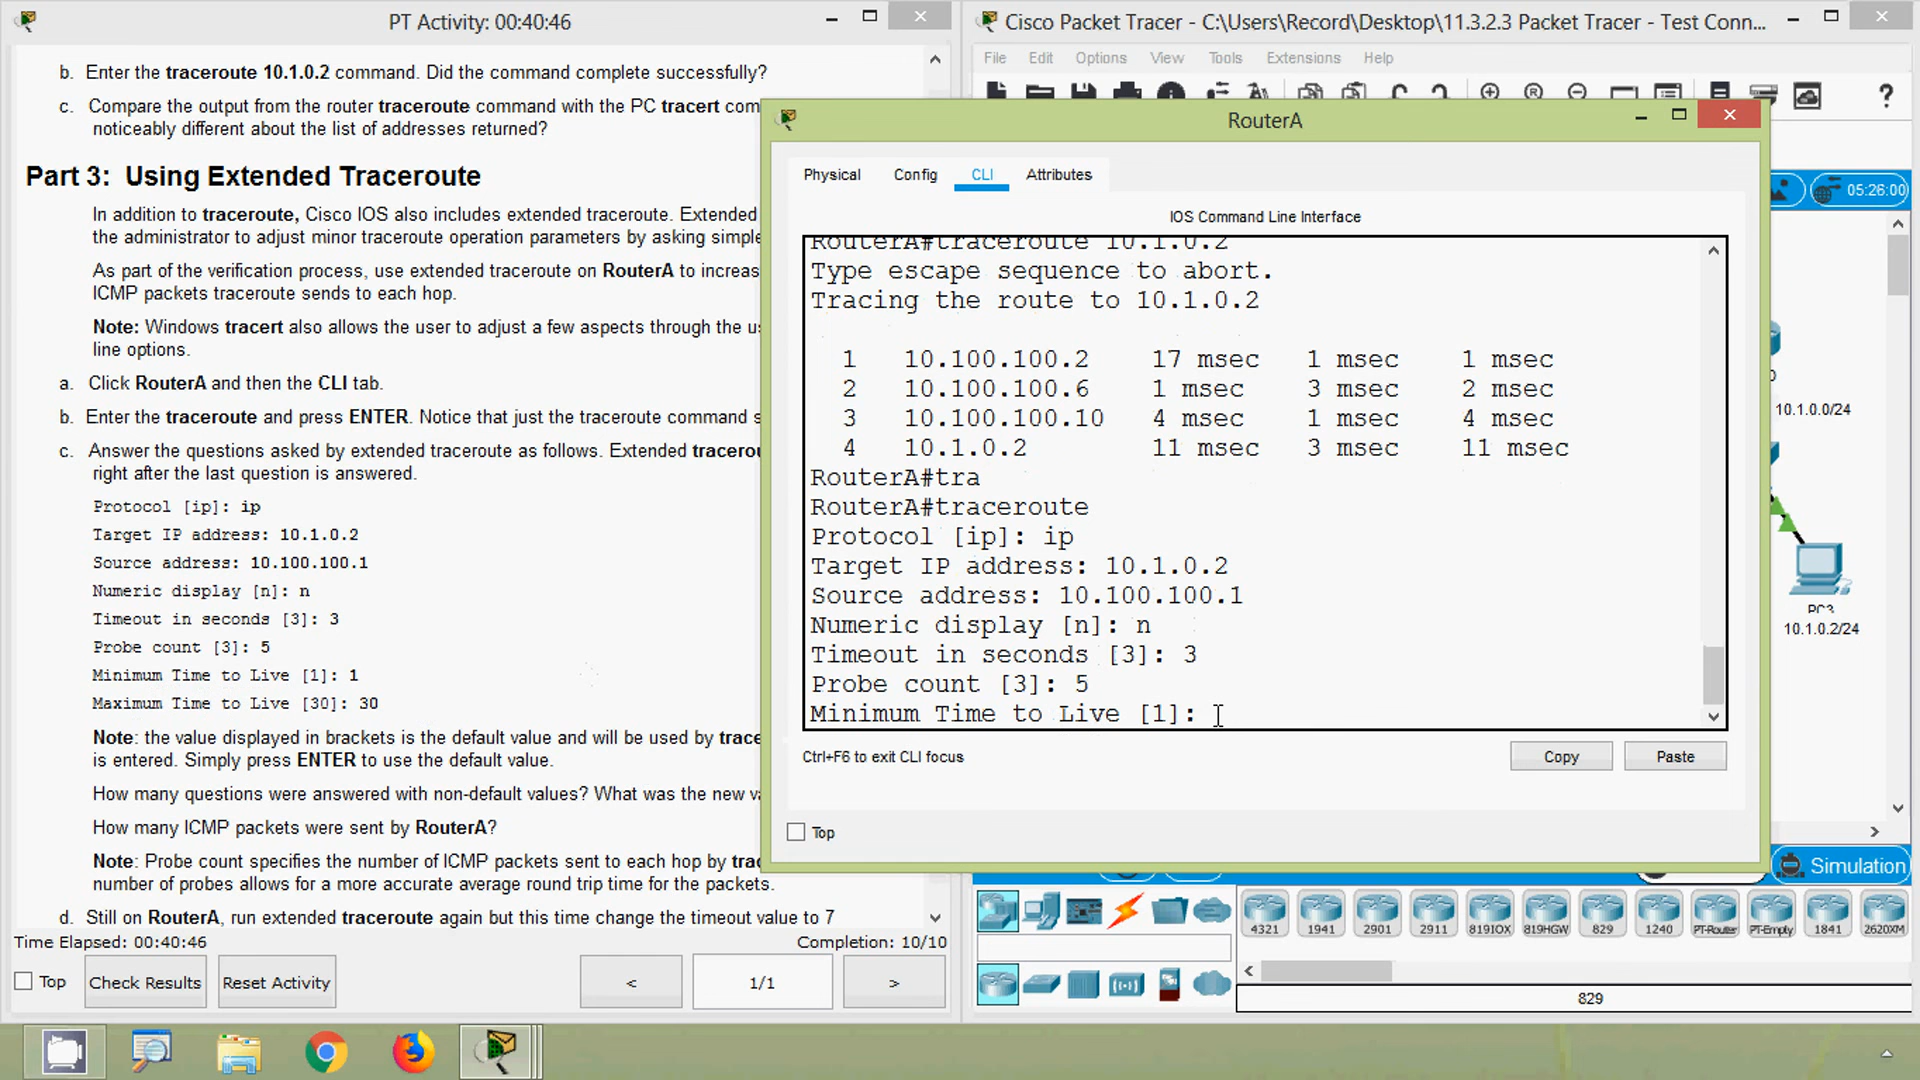 PT Activity: 00:40:46
b. Enter the traceroute 10.1.0.2 command. Did the command complete successfully?
c. Compare the output from the router traceroute command with the PC tracert com
noticeably different about the list of addresses returned?
Part 3: Using Extended Traceroute
In addition to traceroute, Cisco IOS also includes extended traceroute. Extended
the administrator to adjust minor traceroute operation parameters by asking simple
As part of the verification process, use extended traceroute on RouterA to increas
ICMP packets traceroute sends to each hop.
Note: Windows tracert also allows the user to adjust a few aspects through the us
line options.
a. Click RouterA and then the CLI tab.
b. Enter the traceroute and press ENTER. Notice that just the traceroute command s
c. Answer the questions asked by extended traceroute as follows. Extended tracerou
right after the last question is answered.
Protocol [ip]: ip
Target IP address: 10.1.0.2
Source address: 10.100.100.1
Numeric display [n]: n
Timeout in seconds [3]: 3
Probe count [3]: 5
Minimum Time to Live [1]: 1
Maximum Time to Live [30]: 30
Note: the value displayed in brackets is the default value and will be used by trace
is entered. Simply press ENTER to use the default value.
How many questions were answered with non-default values? What was the new va
How many ICMP packets were sent by RouterA?
Note: Probe count specifies the number of ICMP packets sent to each hop by trac
number of probes allows for a more accurate average round trip time for the packets.
d. Still on RouterA, run extended traceroute again but this time change the timeout value to 7
Time Elapsed: 00:40:46
Completion: 10/10
Top
Check Results
Reset Activity
<
1/1
>
Cisco Packet Tracer - C:\Users\Record\Desktop\11.3.2.3 Packet Tracer - Test Conn...
File Edit Options View Tools Extensions Help
?
05:26:00
RouterA
Physical Config CLI Attributes
IOS Command Line Interface
RouterA#traceroute 10.1.0.2
Type escape sequence to abort.
Tracing the route to 10.1.0.2
1 10.100.100.2 17 msec 1 msec 1 msec
2 10.100.100.6 1 msec 3 msec 2 msec
3 10.100.100.10 4 msec 1 msec 4 msec
4 10.1.0.2 11 msec 3 msec 11 msec
RouterA#tra
RouterA#traceroute
Protocol [ip]: ip
Target IP address: 10.1.0.2
Source address: 10.100.100.1
Numeric display [n]: n
Timeout in seconds [3]: 3
Probe count [3]: 5
Minimum Time to Live [1]:
Ctrl+F6 to exit CLI focus
Copy
Paste
Top
10.1.0.0/24
PC3
10.1.0.2/24
Simulation
4321 1941 2901 2911 819IOX 819HGW 829 1240 PT-Router PT-Empty 1841 2620XM
829